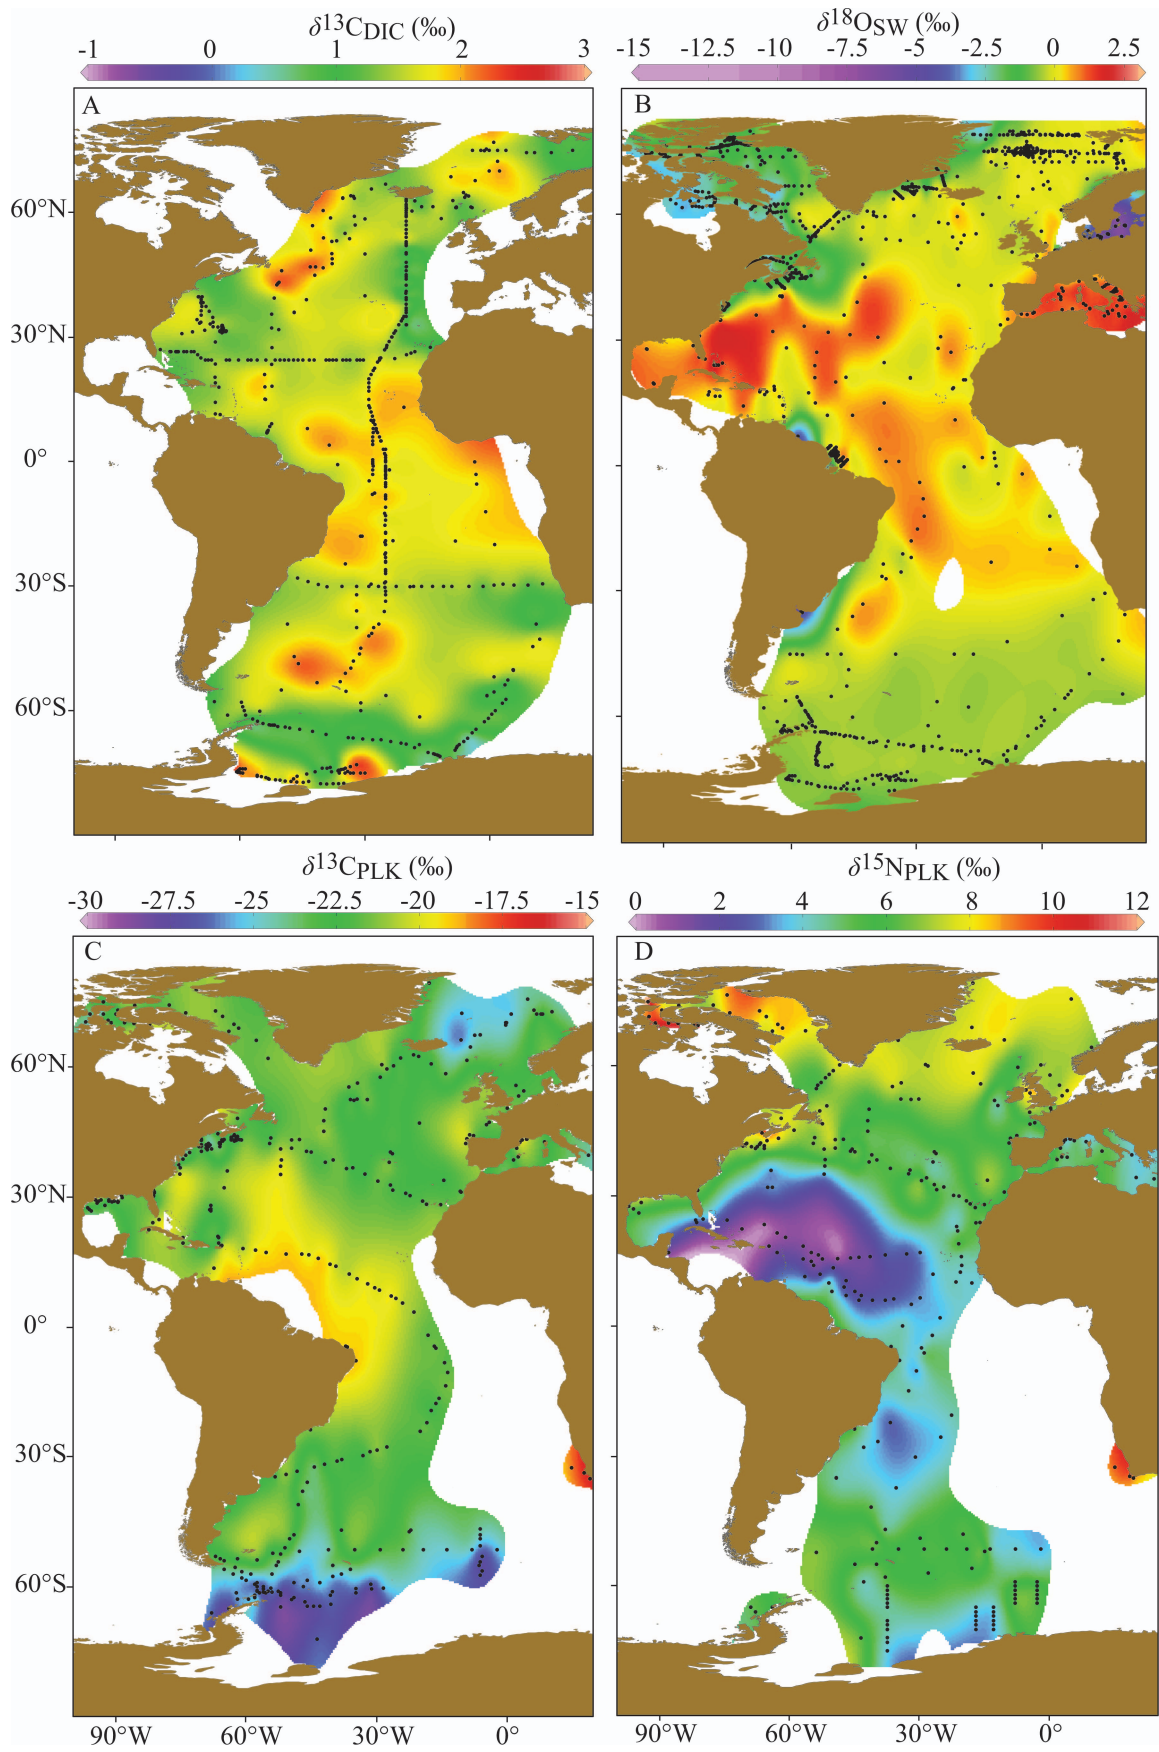 δ13CDIC (‰)
-1 0 1 2 3
δ18OSW (‰)
-15 -12.5 -10 -7.5 -5 -2.5 0 2.5
A
B
60°N
30°N
0°
30°S
60°S
δ13CPLK (‰)
-30 -27.5 -25 -22.5 -20 -17.5 -15
δ15NPLK (‰)
0 2 4 6 8 10 12
C
D
60°N
30°N
0°
30°S
60°S
90°W 60°W 30°W 0°
90°W 60°W 30°W 0°